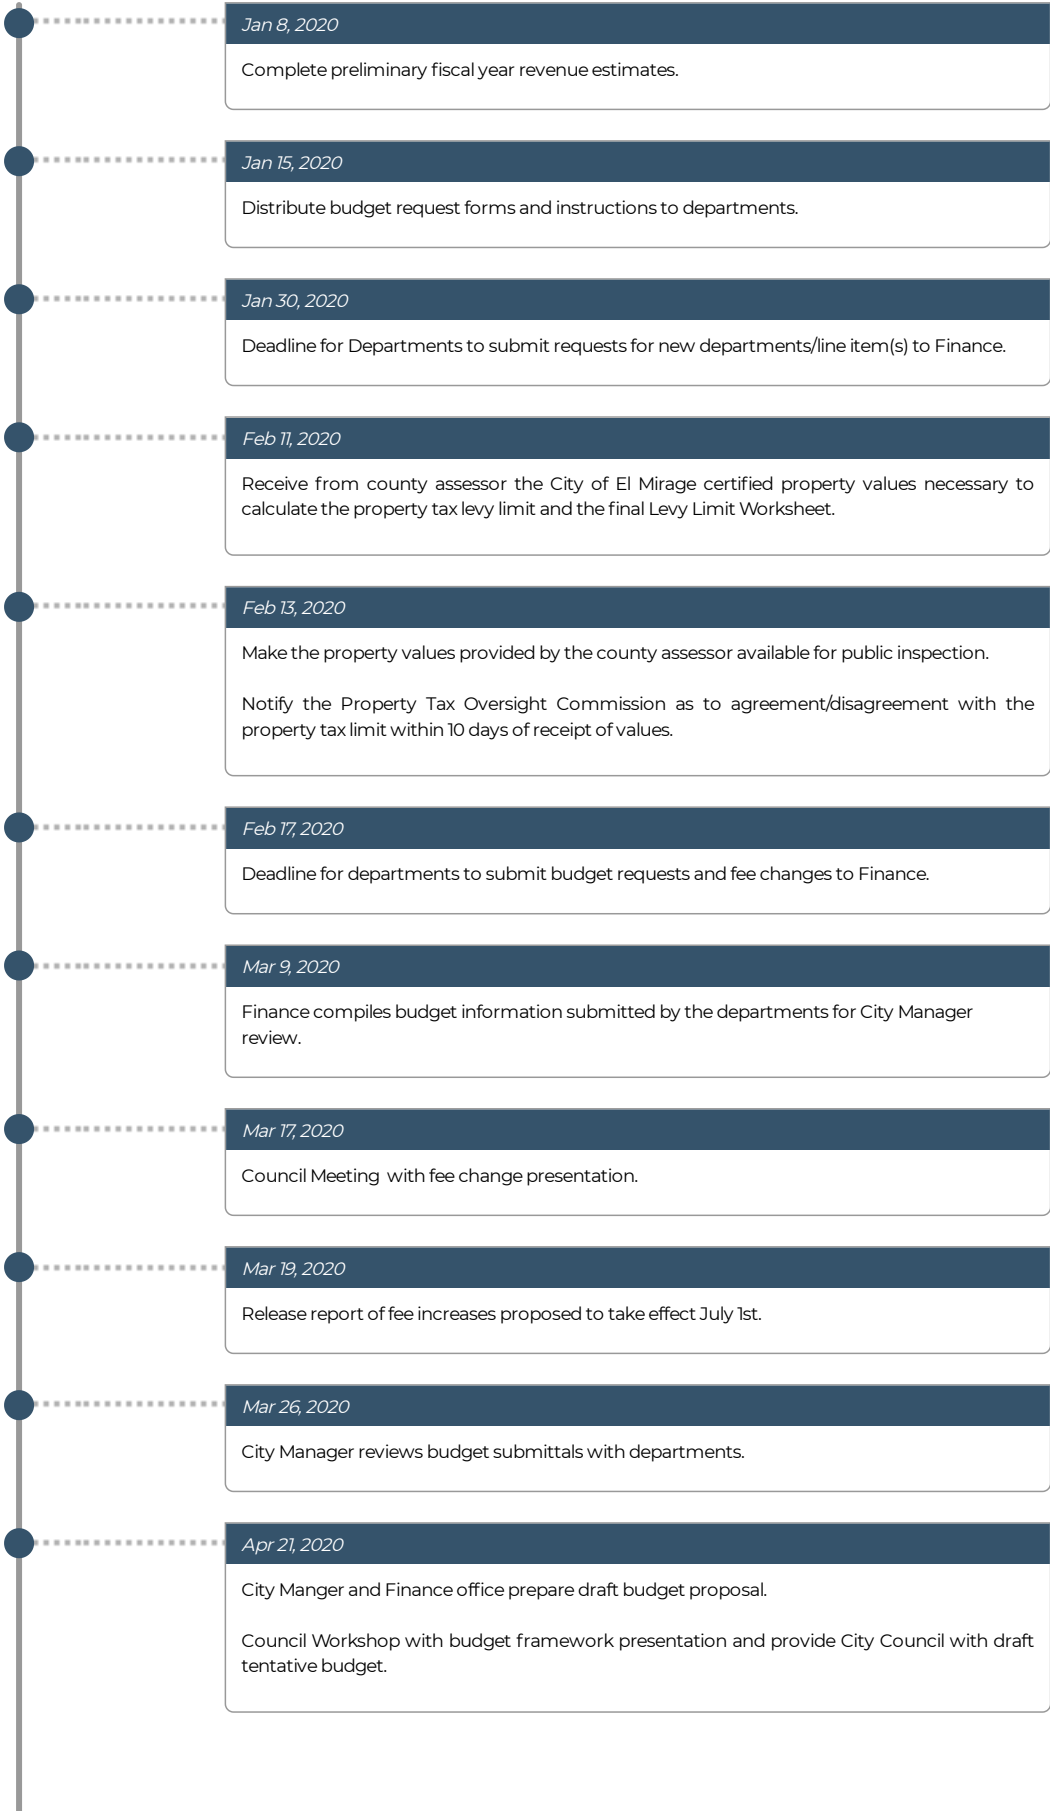 Jan 8, 2020
Complete preliminary fiscal year revenue estimates.
Jan 15, 2020
Distribute budget request forms and instructions to departments.
Jan 30, 2020
Deadline for Departments to submit requests for new departments/line item(s) to Finance.
Feb 11, 2020
Receive from county assessor the City of El Mirage certified property values necessary to
calculate the property tax levy limit and the final Levy Limit Worksheet.
Feb 13, 2020
Make the property values provided by the county assessor available for public inspection.
Notify the Property Tax Oversight Commission as to agreement/disagreement with the
property tax limit within 10 days of receipt of values.
Feb 17, 2020
Deadline for departments to submit budget requests and fee changes to Finance.
Mar 9, 2020
Finance compiles budget information submitted by the departments for City Manager
review.
Mar 17, 2020
Council Meeting  with fee change presentation.
Mar 19, 2020
Release report of fee increases proposed to take effect July 1st.
Mar 26, 2020
City Manager reviews budget submittals with departments.
Apr 21, 2020
City Manger and Finance office prepare draft budget proposal.
Council Workshop with budget framework presentation and provide City Council with draft
tentative budget.